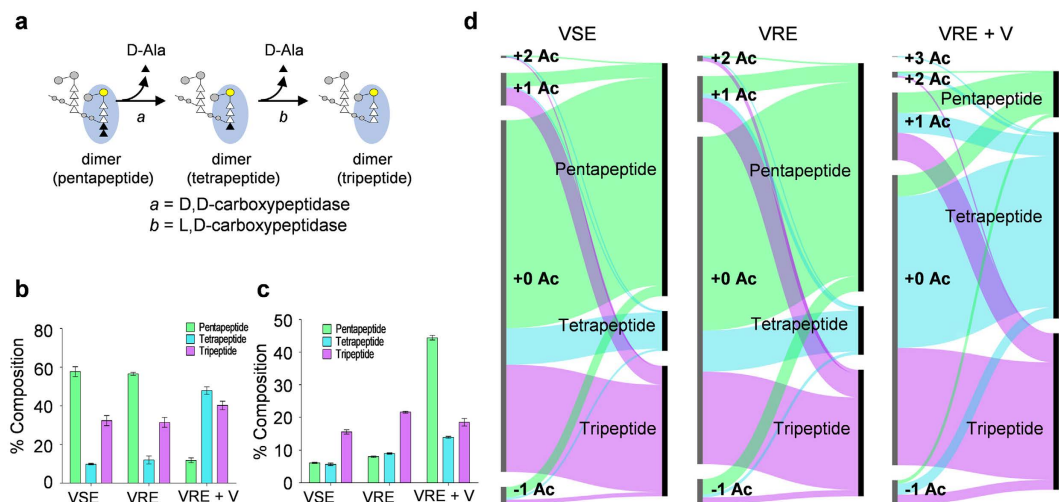 a
D-Ala
D-Ala
a
b
dimer
(pentapeptide)
dimer
(tetrapeptide)
dimer
(tripeptide)
a = D,D-carboxypeptidase
b = L,D-carboxypeptidase
b
% Composition
80
60
40
20
0
Pentapeptide
Tetrapeptide
Tripeptide
VSE
VRE
VRE + V
c
% Composition
50
40
30
20
10
0
Pentapeptide
Tetrapeptide
Tripeptide
VSE
VRE
VRE + V
d
VSE
+2 Ac
+1 Ac
+0 Ac
-1 Ac
Pentapeptide
Tetrapeptide
Tripeptide
VRE
+2 Ac
+1 Ac
+0 Ac
-1 Ac
Pentapeptide
Tetrapeptide
Tripeptide
VRE + V
+3 Ac
+2 Ac
+1 Ac
+0 Ac
-1 Ac
Pentapeptide
Tetrapeptide
Tripeptide